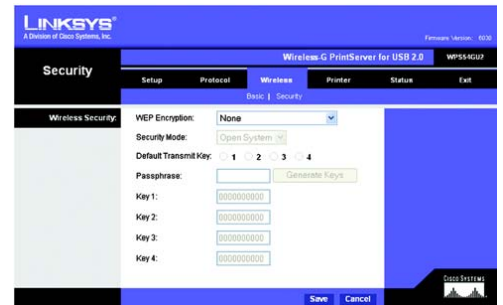 LINKSYS®
A Division of Cisco Systems, Inc.
Firmware Version: 6030
Wireless-G PrintServer for USB 2.0 WPS54GU2
Security
Setup Protocol Wireless Printer Status Exit
Basic | Security
Wireless Security:
WEP Encryption: None
Security Mode: Open System
Default Transmit Key: 1 2 3 4
Passphrase: Generate Keys
Key 1: 0000000000
Key 2: 0000000000
Key 3: 0000000000
Key 4: 0000000000
Save Cancel
CISCO SYSTEMS